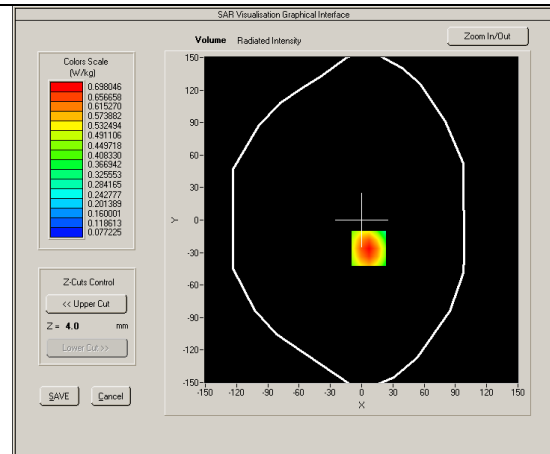 SAR Visualisation Graphical Interface
Volume Radiated Intensity
Zoom In/Out
Colors Scale
(W/kg)
0.698046
0.656658
0.615270
0.573882
0.532494
0.491106
0.449718
0.408330
0.366942
0.325553
0.284165
0.242777
0.201389
0.160001
0.118613
0.077225
Z-Cuts Control
<< Upper Cut
Z = 4.0 mm
Lower Cut >>
SAVE Cancel
150
120
90
60
30
0
-30
-60
-90
-120
-150
Y
-150 -120 -90 -60 -30 0 30 60 90 120 150
X